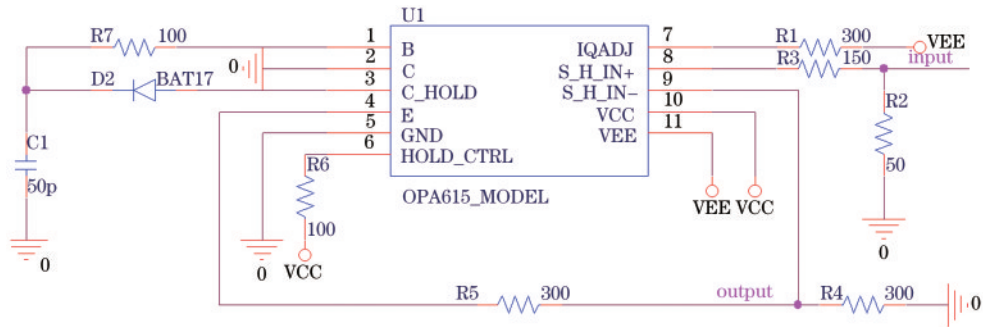 U1
R7 100 1 B IQADJ 7 R1 300 VEE
2 C S_H_IN+ 8 R3 150 input
0
D2 BAT17 3 C_HOLD S_H_IN− 9
4 E VCC 10 R2
5 GND VEE 11
C1 6 HOLD_CTRL
R6 50
50p OPA615_MODEL
100 VEE VCC
0 0 VCC 0
R5 300 output R4 300 0